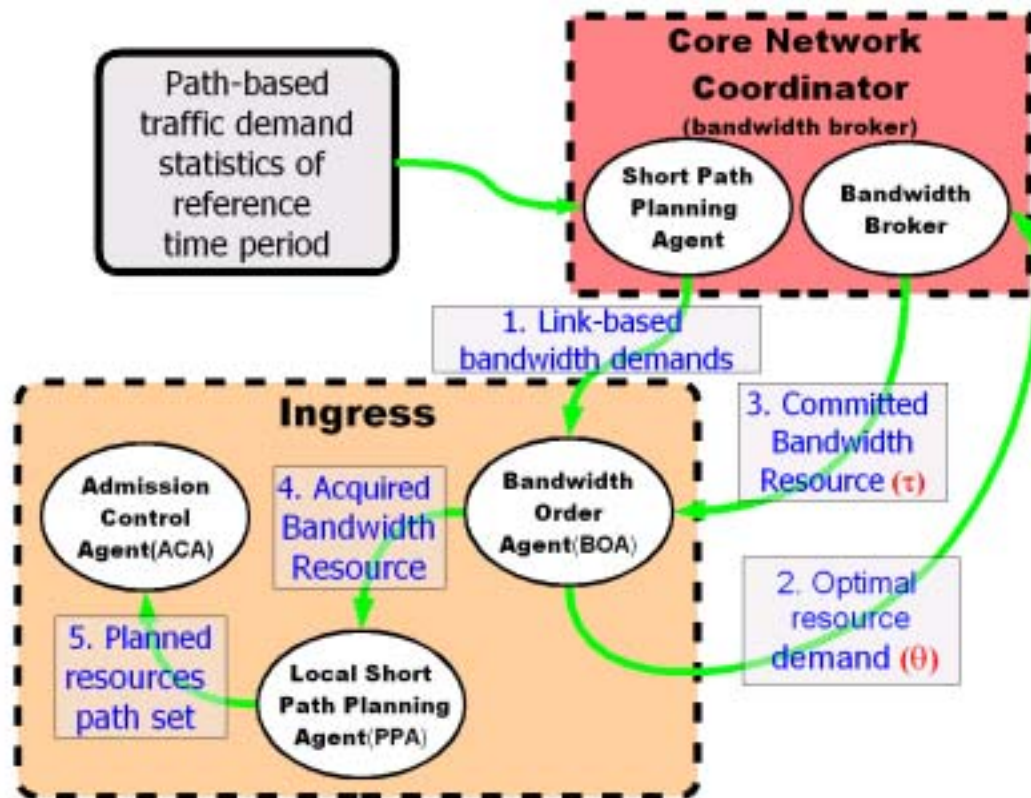 Path-based
traffic demand
statistics of
reference
time period
Core Network
Coordinator
(bandwidth broker)
Short Path
Planning
Agent
Bandwidth
Broker
1. Link-based
bandwidth demands
3. Committed
Bandwidth
Resource (τ)
2. Optimal
resource
demand (θ)
Ingress
Admission
Control
Agent(ACA)
4. Acquired
Bandwidth
Resource
Bandwidth
Order
Agent(BOA)
5. Planned
resources
path set
Local Short
Path Planning
Agent(PPA)